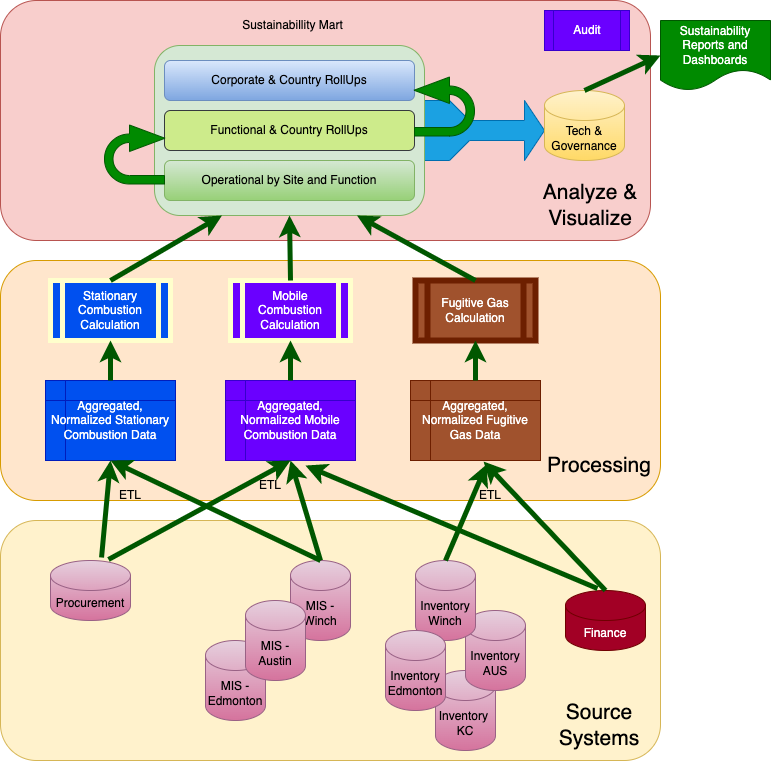 Sustainabillity Mart
Audit
Sustainability
Reports and
Dashboards
Corporate & Country RollUps
Functional & Country RollUps
Operational by Site and Function
Tech &
Governance
Analyze &
Visualize
Stationary
Combustion
Calculation
Mobile
Combustion
Calculation
Fugitive Gas
Calculation
Aggregated,
Normalized Stationary
Combustion Data
Aggregated,
Normalized Mobile
Combustion Data
Aggregated,
Normalized Fugitive
Gas Data
Processing
ETL
ETL
ETL
Procurement
MIS -
Winch
MIS -
Austin
MIS -
Edmonton
Inventory
Winch
Inventory
AUS
Inventory
Edmonton
Inventory
KC
Finance
Source
Systems